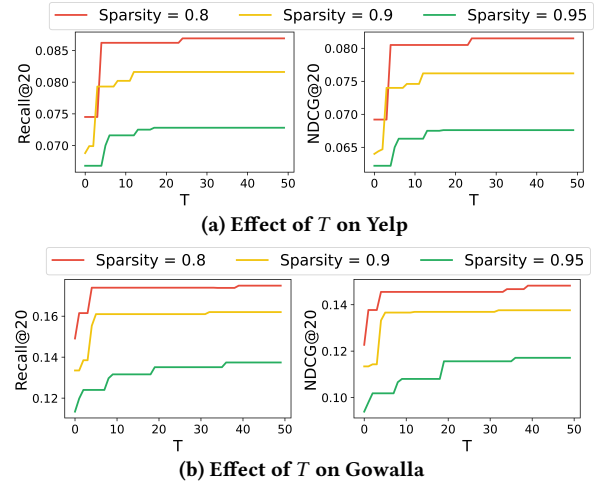 Sparsity = 0.8 Sparsity = 0.9 Sparsity = 0.95
Recall@20
0.085
0.080
0.075
0.070
0 10 20 30 40 50
T
NDCG@20
0.080
0.075
0.070
0.065
0 10 20 30 40 50
T
(a) Effect of T on Yelp
Sparsity = 0.8 Sparsity = 0.9 Sparsity = 0.95
Recall@20
0.16
0.14
0.12
0 10 20 30 40 50
T
NDCG@20
0.14
0.12
0.10
0 10 20 30 40 50
T
(b) Effect of T on Gowalla